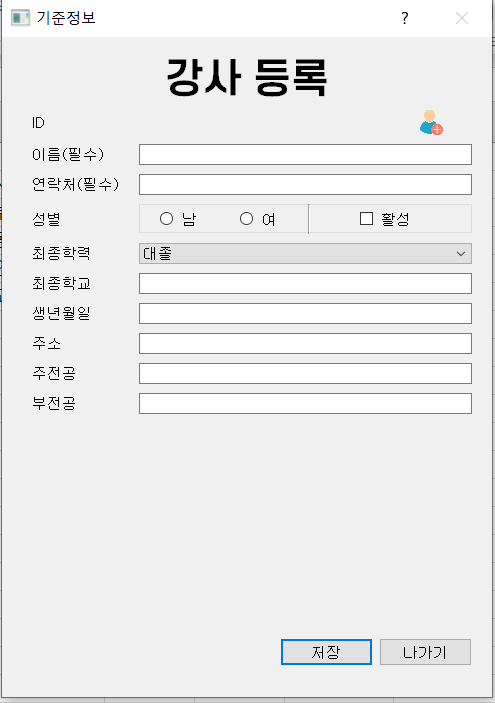 기준정보
?
강사 등록
ID
이름(필수)
연락처(필수)
성별 남 여 활성
최종학력 대졸
최종학교
생년월일
주소
주전공
부전공
저장 나가기